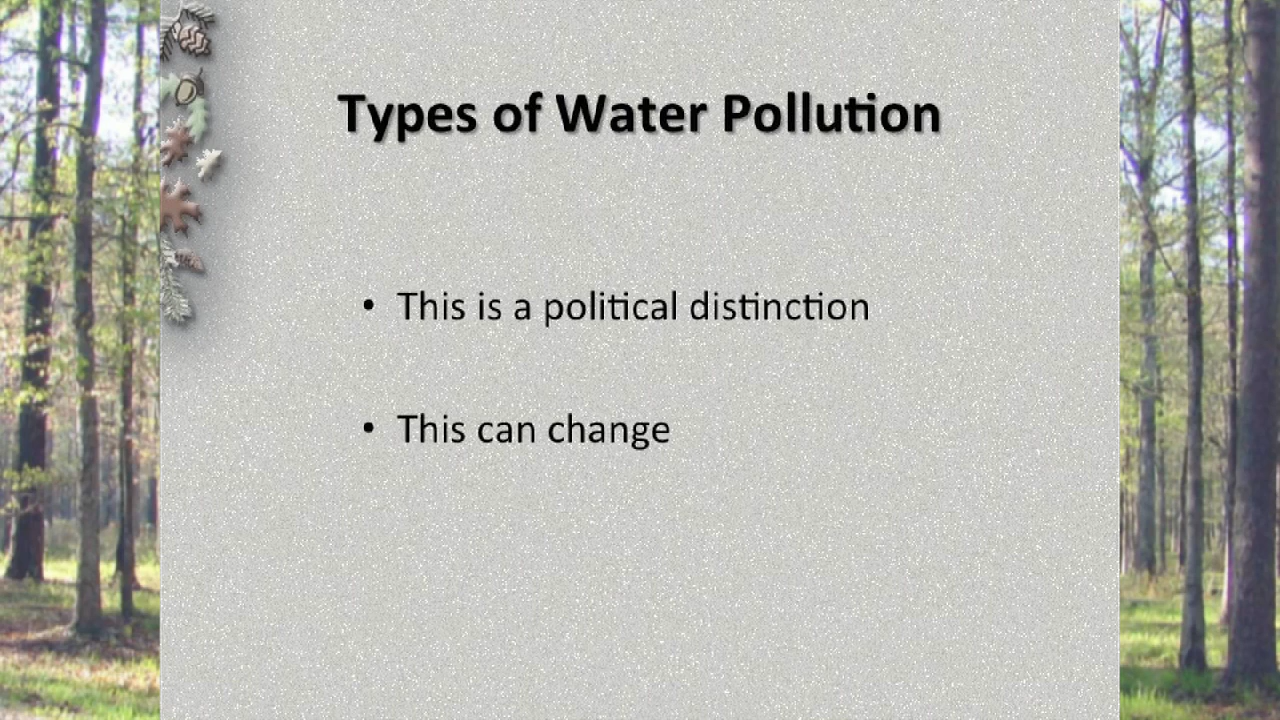 Types of Water Pollution
• This is a political distinction
• This can change